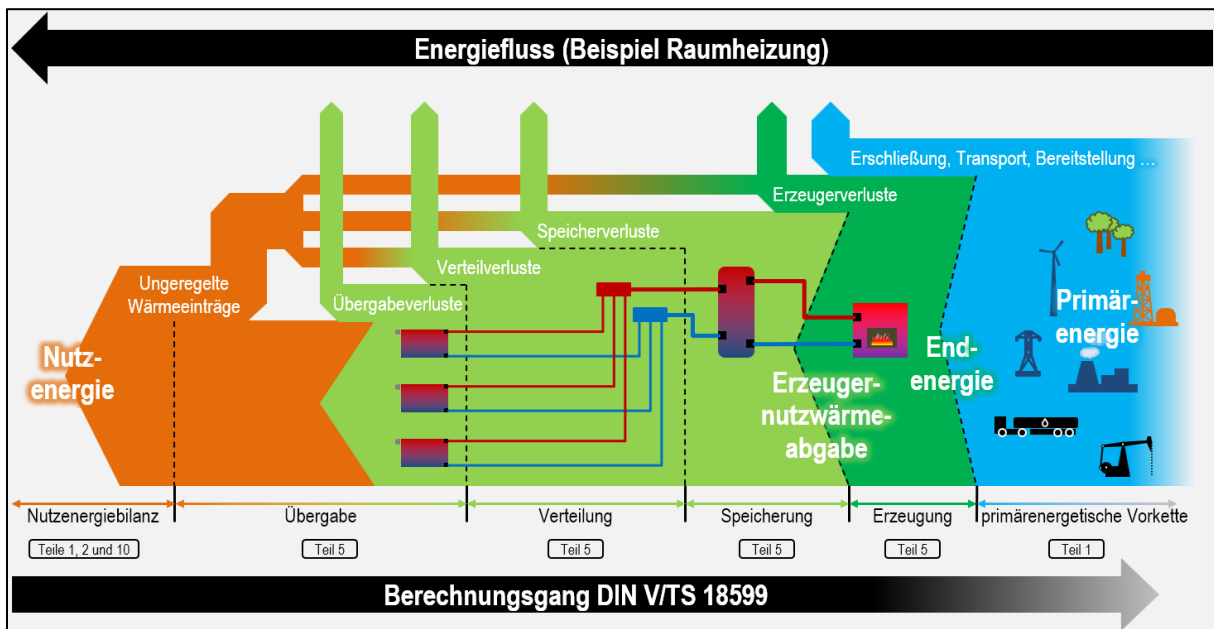 Energiefluss (Beispiel Raumheizung)
Erschließung, Transport, Bereitstellung ...
Erzeugerverluste
Speicherverluste
Verteilverluste
Ungeregelte
Wärmeeinträge
Übergabeverluste
Nutz-
energie
Erzeuger-
nutzwärme-
abgabe
End-
energie
Primär-
energie
Nutzenergiebilanz
Übergabe
Verteilung
Speicherung
Erzeugung
primärenergetische Vorkette
Teile 1, 2 und 10
Teil 5
Teil 5
Teil 5
Teil 5
Teil 1
Berechnungsgang DIN V/TS 18599